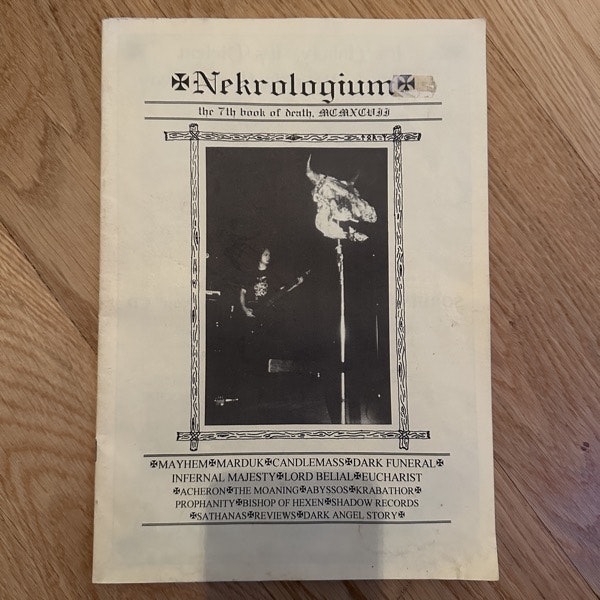 ✠Nekrologium✠
the 7th book of death, MCMXCVII
✠MAYHEM✠MARDUK✠CANDLEMASS✠DARK FUNERAL✠
INFERNAL MAJESTY✠LORD BELIAL✠EUCHARIST
✠ACHERON✠THE MOANING✠ABYSSOS✠KRABATHOR✠
PROPHANITY✠BISHOP OF HEXEN✠SHADOW RECORDS
✠SATHANAS✠REVIEWS✠DARK ANGEL STORY✠